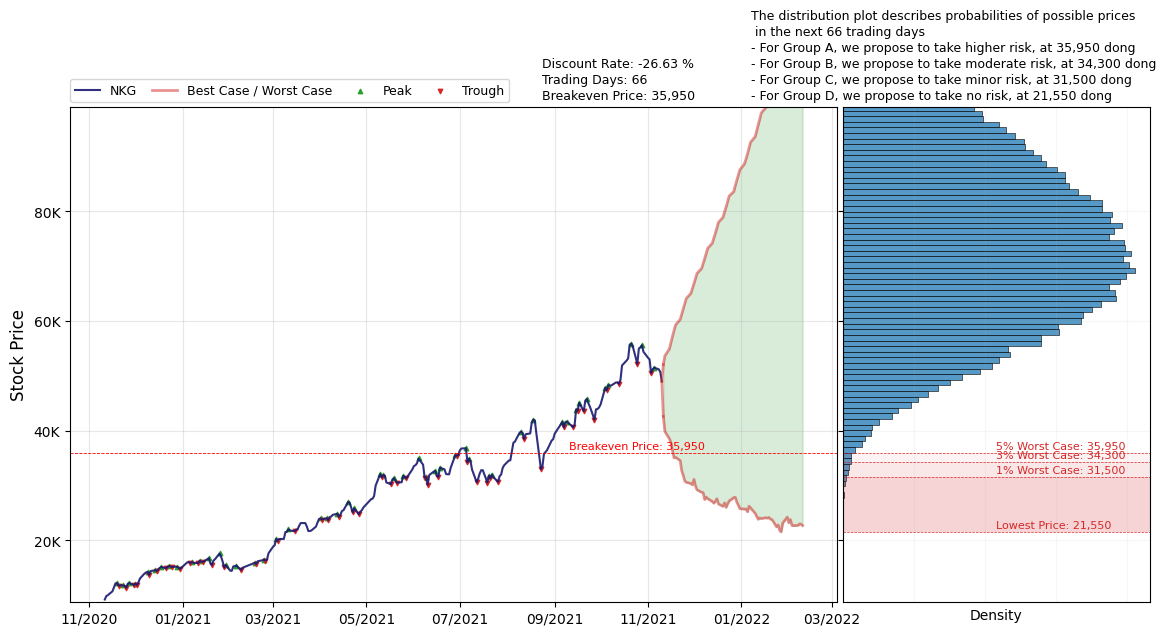 The distribution plot describes probabilities of possible prices
in the next 66 trading days
- For Group A, we propose to take higher risk, at 35,950 dong
- For Group B, we propose to take moderate risk, at 34,300 dong
- For Group C, we propose to take minor risk, at 31,500 dong
- For Group D, we propose to take no risk, at 21,550 dong
Discount Rate: -26.63 %
Trading Days: 66
Breakeven Price: 35,950
NKG
Best Case / Worst Case
Peak
Trough
Stock Price
80K
60K
40K
20K
Breakeven Price: 35,950
5% Worst Case: 35,950
3% Worst Case: 34,300
1% Worst Case: 31,500
Lowest Price: 21,550
11/2020
01/2021
03/2021
05/2021
07/2021
09/2021
11/2021
01/2022
03/2022
Density